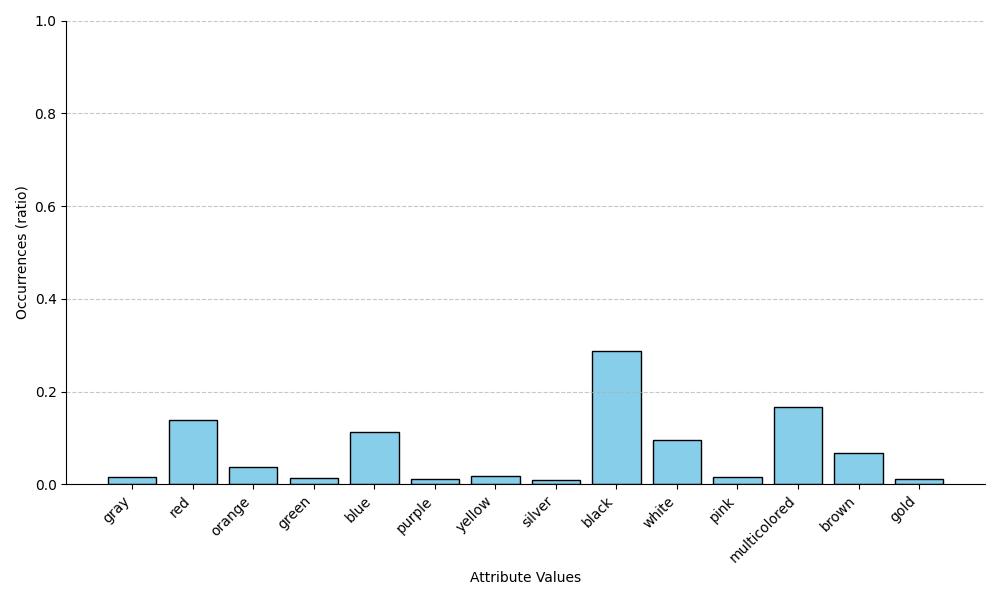 1.0
0.8
0.6
0.4
0.2
0.0
Occurrences (ratio)
gray
red
orange
green
blue
purple
yellow
silver
black
white
pink
multicolored
brown
gold
Attribute Values